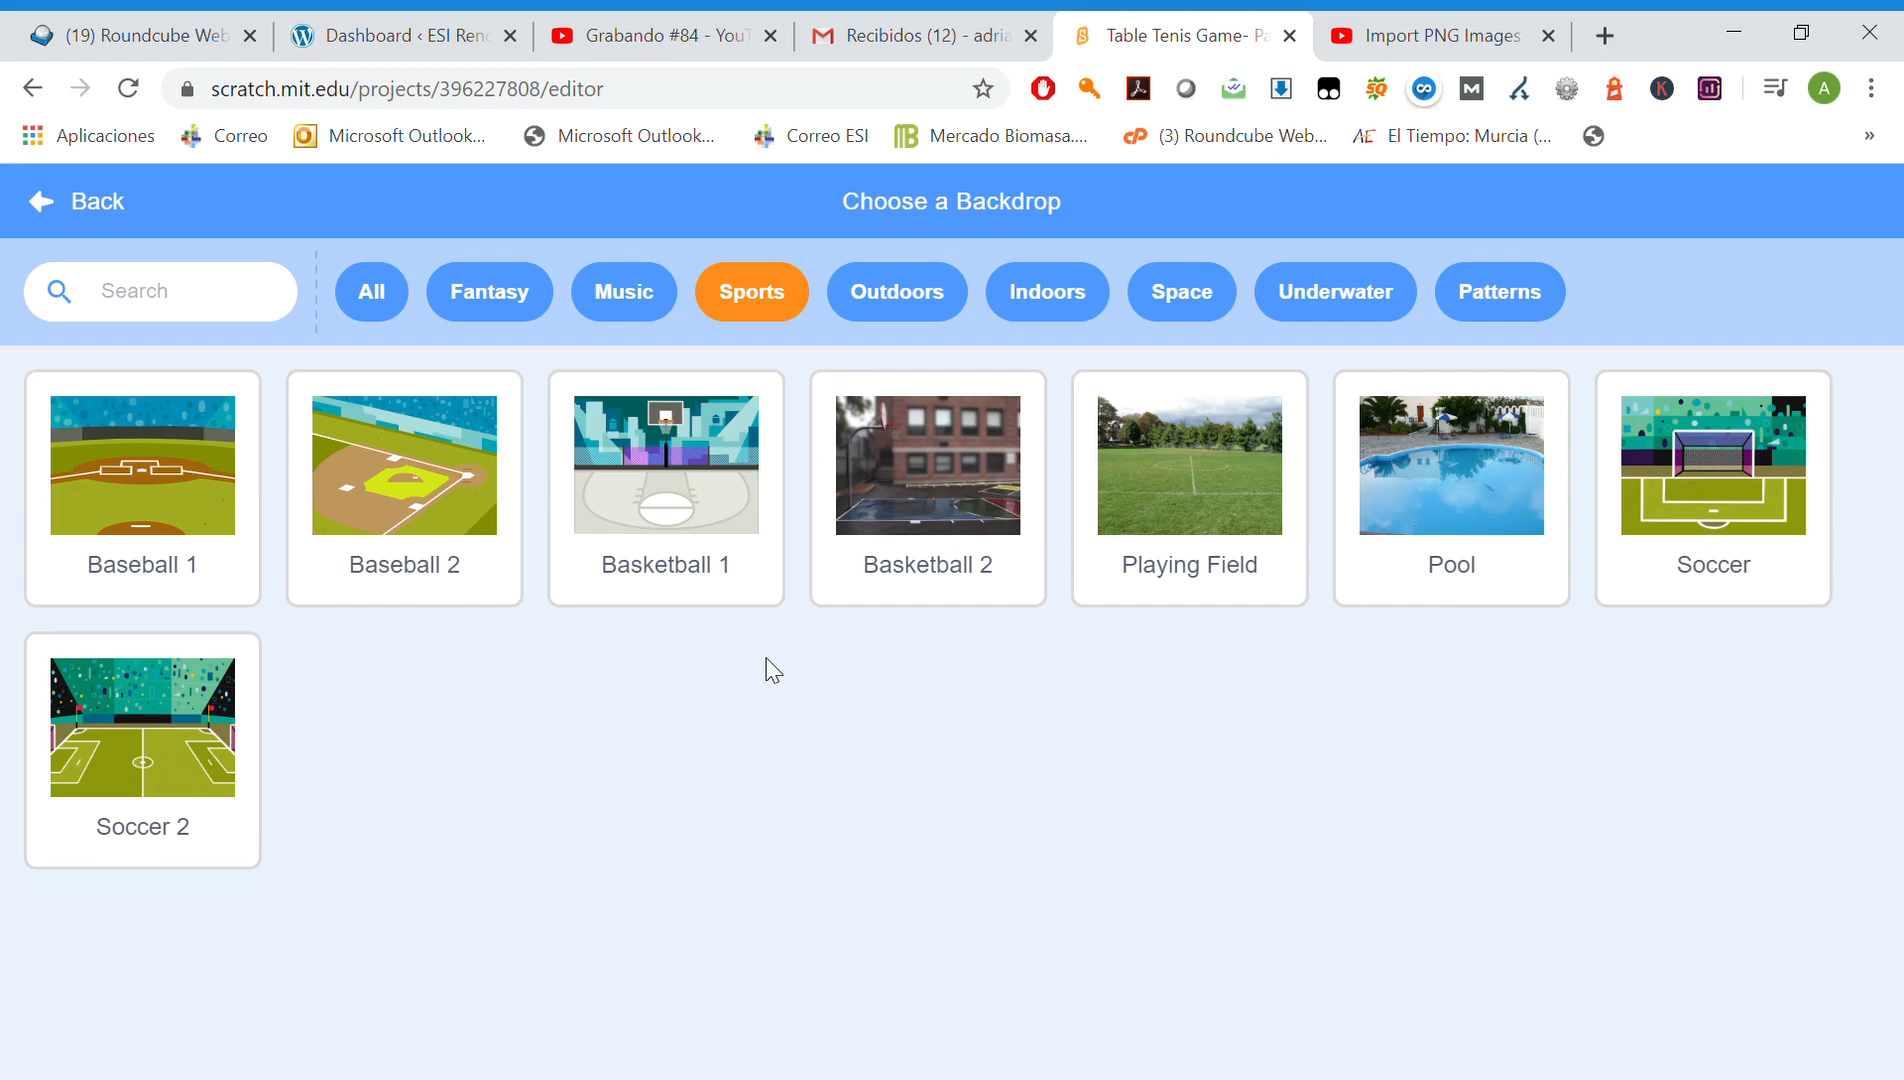 (19) Roundcube Web
Dashboard ‹ ESI Ren
Grabando #84 - You
Recibidos (12) - adria
Table Tenis Game- Pa
Import PNG Images
scratch.mit.edu/projects/396227808/editor
A
Aplicaciones
Correo
Microsoft Outlook...
Microsoft Outlook...
Correo ESI
Mercado Biomasa....
(3) Roundcube Web...
El Tiempo: Murcia (...
Back
Choose a Backdrop
Search
All
Fantasy
Music
Sports
Outdoors
Indoors
Space
Underwater
Patterns
Baseball 1
Baseball 2
Basketball 1
Basketball 2
Playing Field
Pool
Soccer
Soccer 2